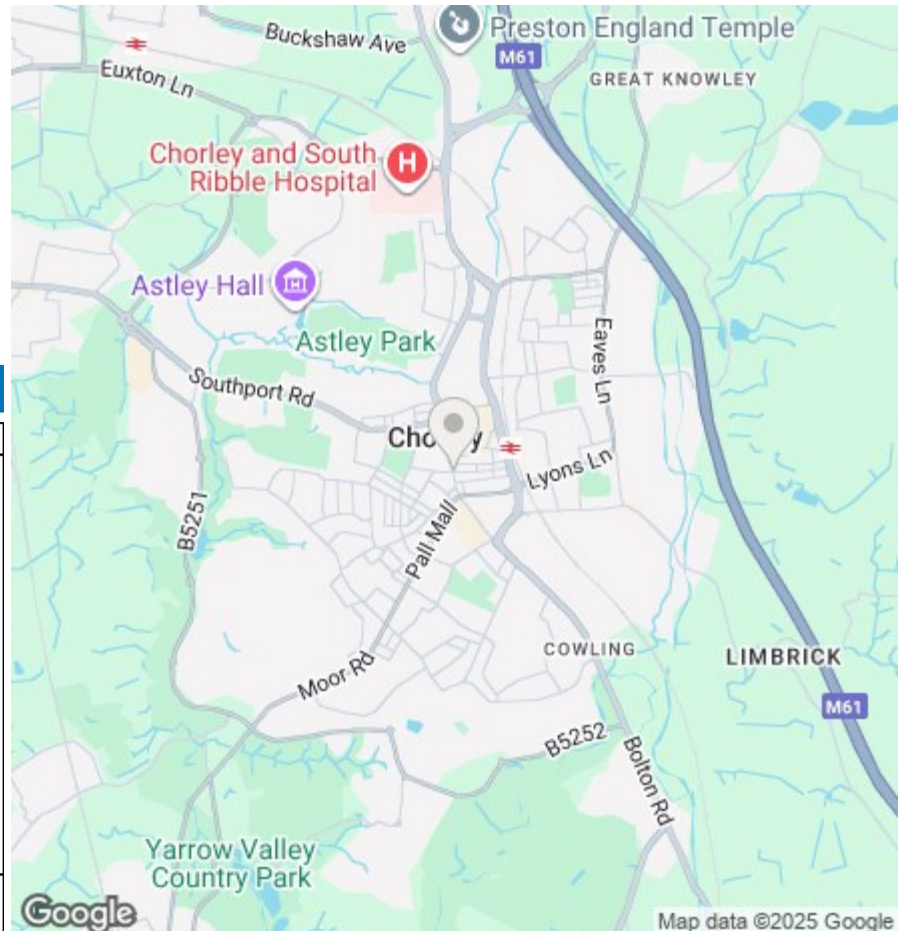 Buckshaw Ave
Preston England Temple
M61
GREAT KNOWLEY
Euxton Ln
Chorley and South
Ribble Hospital
H
Astley Hall
Astley Park
Eaves Ln
Southport Rd
Chorley
Lyons Ln
B5251
Pall Mall
COWLING
LIMBRICK
Moor Rd
M61
B5252
Bolton Rd
Yarrow Valley
Country Park
Google
Map data ©2025 Google